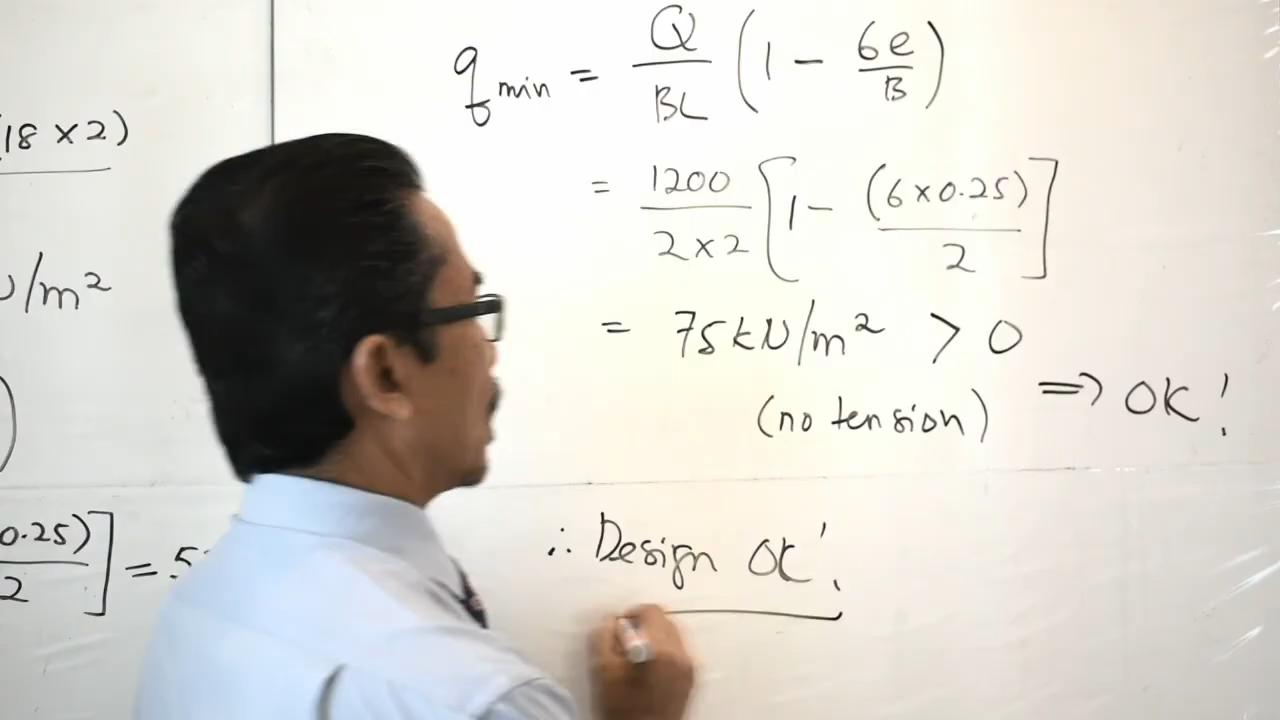 (18 × 2)
/m²
0.25)
2
] = 5
q min = Q / BL (1 − 6e / B)
= 1200 / 2 × 2 [1 − (6 × 0.25) / 2]
= 75 kN/m² > 0
(no tension) ⇒ OK!
∴ Design OK!